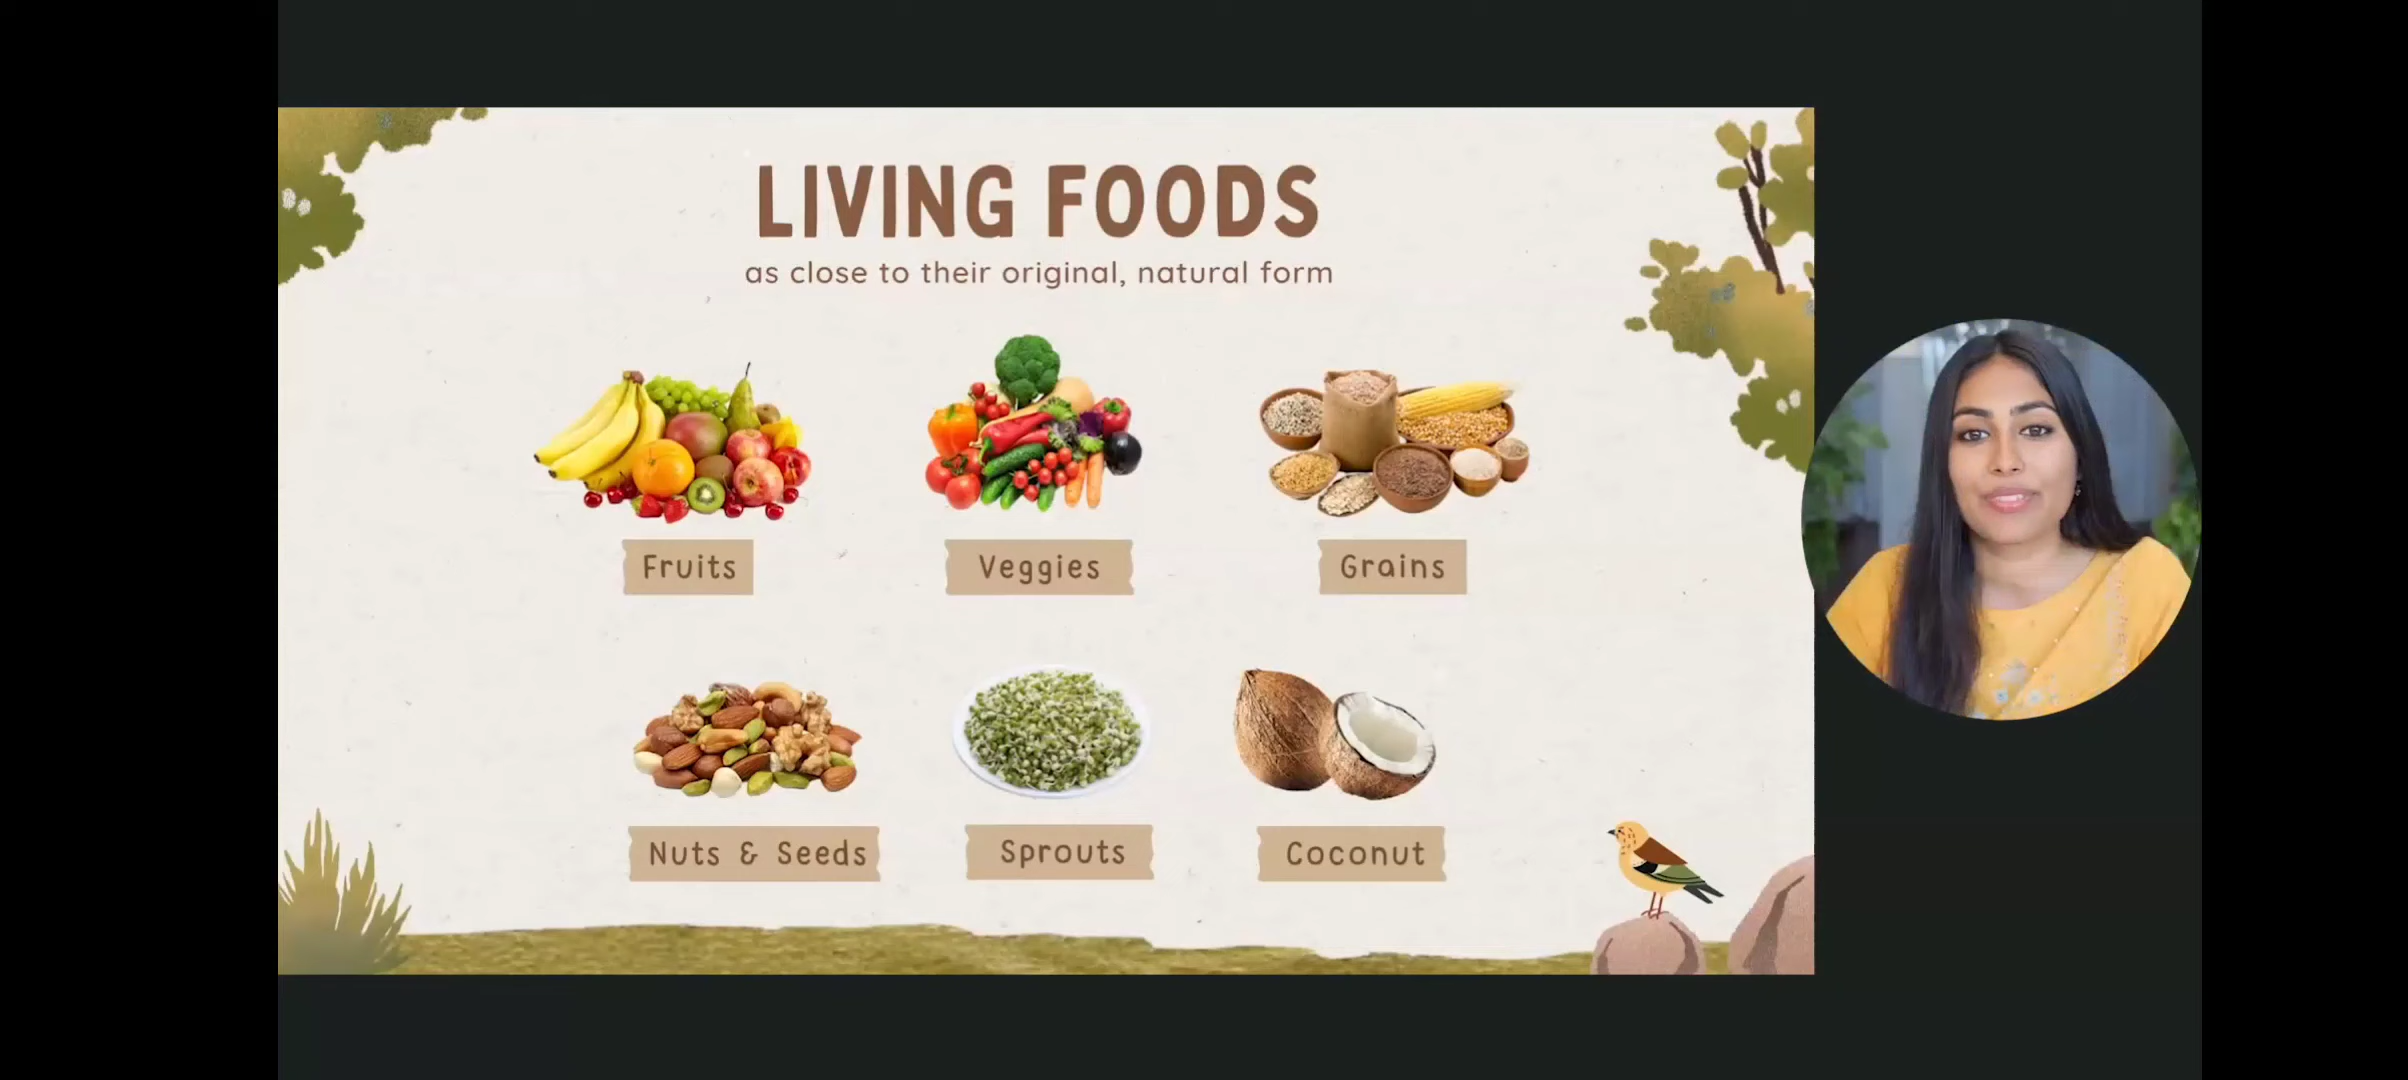 LIVING FOODS
as close to their original, natural form
Fruits
Veggies
Grains
Nuts & Seeds
Sprouts
Coconut